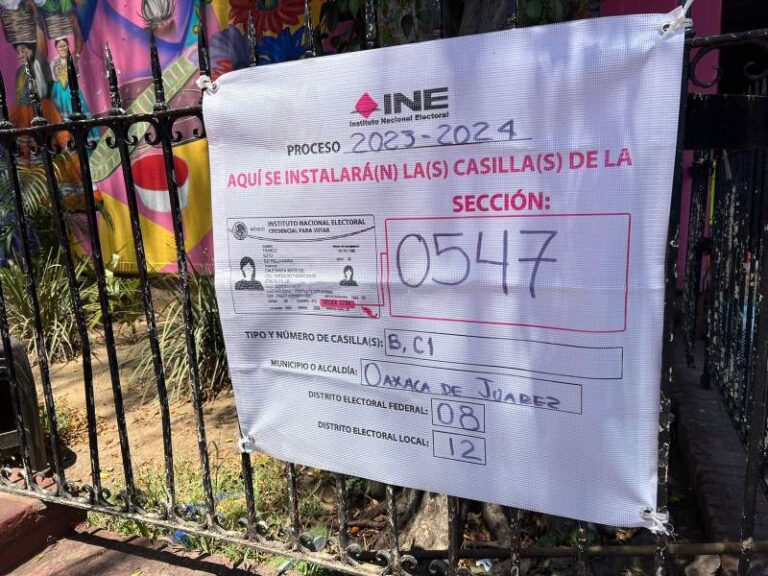 INE
Instituto Nacional Electoral
PROCESO 2023-2024
AQUÍ SE INSTALARÁ(N) LA(S) CASILLA(S) DE LA
SECCIÓN:
MÉXICO INSTITUTO NACIONAL ELECTORAL
CREDENCIAL PARA VOTAR
0547
TIPO Y NÚMERO DE CASILLA(S): B, C1
MUNICIPIO O ALCALDÍA: OAXACA DE JUAREZ
DISTRITO ELECTORAL FEDERAL: 08
DISTRITO ELECTORAL LOCAL: 12